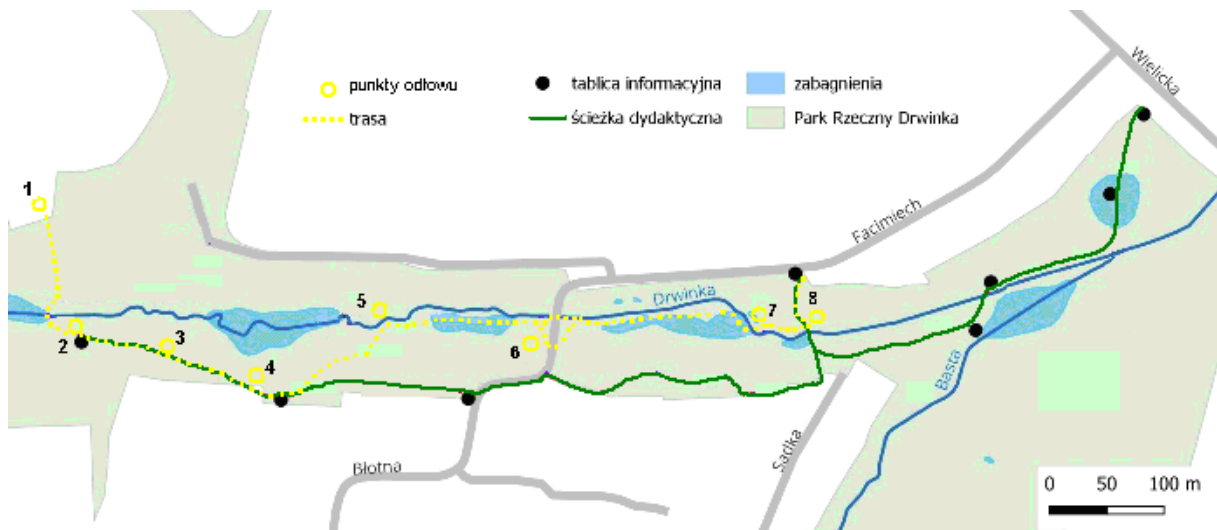 punkty odłowu
trasa
tablica informacyjna
ścieżka dydaktyczna
zabagnienia
Park Rzeczny Drwinka
Wielicka
1
Facimiech
5
Drwinka
7
8
2
3
6
4
Basta
Błotna
Sadka
0 50 100 m